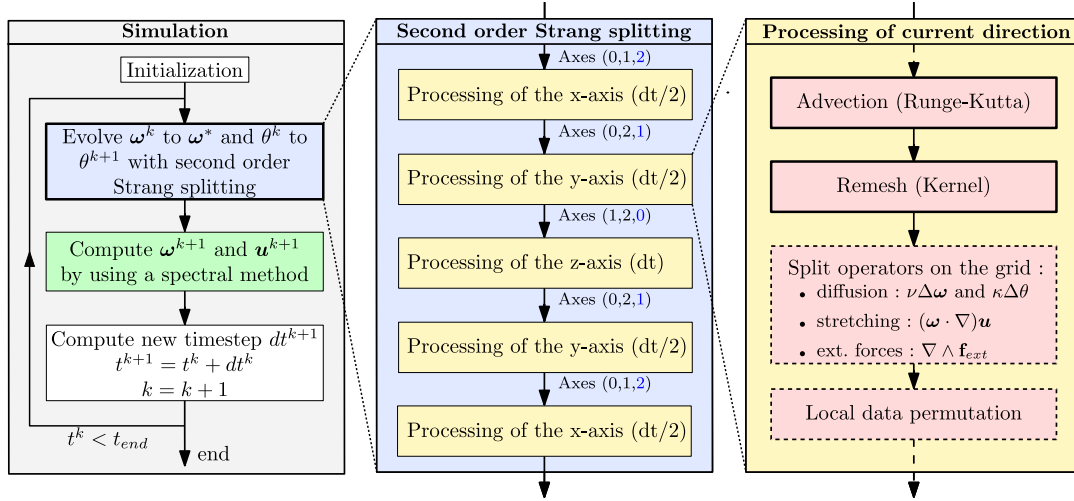 Simulation
Initialization
Evolve ω^k to ω^* and θ^k to
θ^{k+1} with second order
Strang splitting
Compute ω^{k+1} and u^{k+1}
by using a spectral method
Compute new timestep dt^{k+1}
t^{k+1} = t^k + dt^k
k = k + 1
t^k < t_{end}
end
Second order Strang splitting
Axes (0,1,2)
Processing of the x-axis (dt/2)
Axes (0,2,1)
Processing of the y-axis (dt/2)
Axes (1,2,0)
Processing of the z-axis (dt)
Axes (0,2,1)
Processing of the y-axis (dt/2)
Axes (0,1,2)
Processing of the x-axis (dt/2)
Processing of current direction
Advection (Runge-Kutta)
Remesh (Kernel)
Split operators on the grid :
• diffusion : νΔω and κΔθ
• stretching : (ω · ∇)u
• ext. forces : ∇ ∧ f_{ext}
Local data permutation